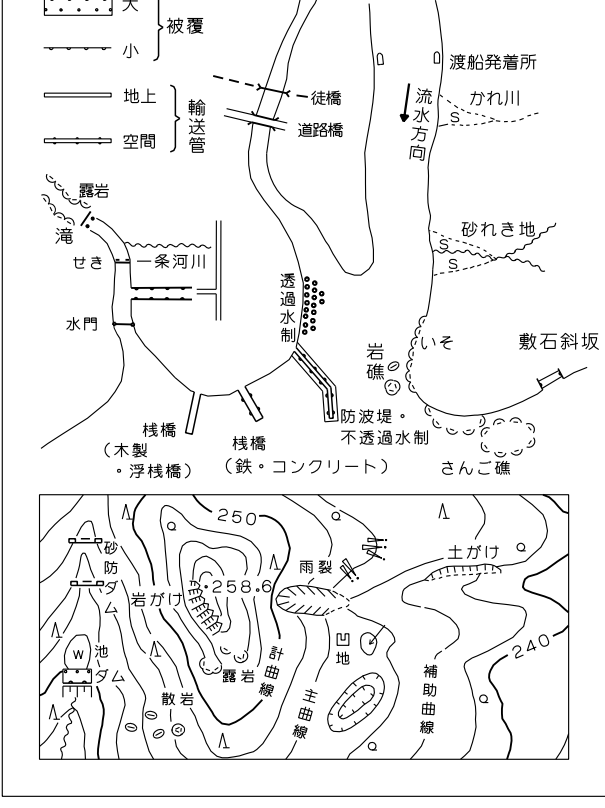 大
小
被覆
地上
空間
輸送管
徒橋
道路橋
渡船発着所
かれ川
S
流水方向
砂れき地
S
S
露岩
滝
せき
一条河川
水門
透過水制
いそ
岩礁
敷石斜坂
防波堤・
不透過水制
さんご礁
桟橋
(木製
・浮桟橋)
桟橋
(鉄・コンクリート)
250
砂防ダム
岩がけ
・258.6
雨裂
土がけ
凹地
池
W
ダム
露岩
散岩
計曲線
主曲線
補助曲線
240